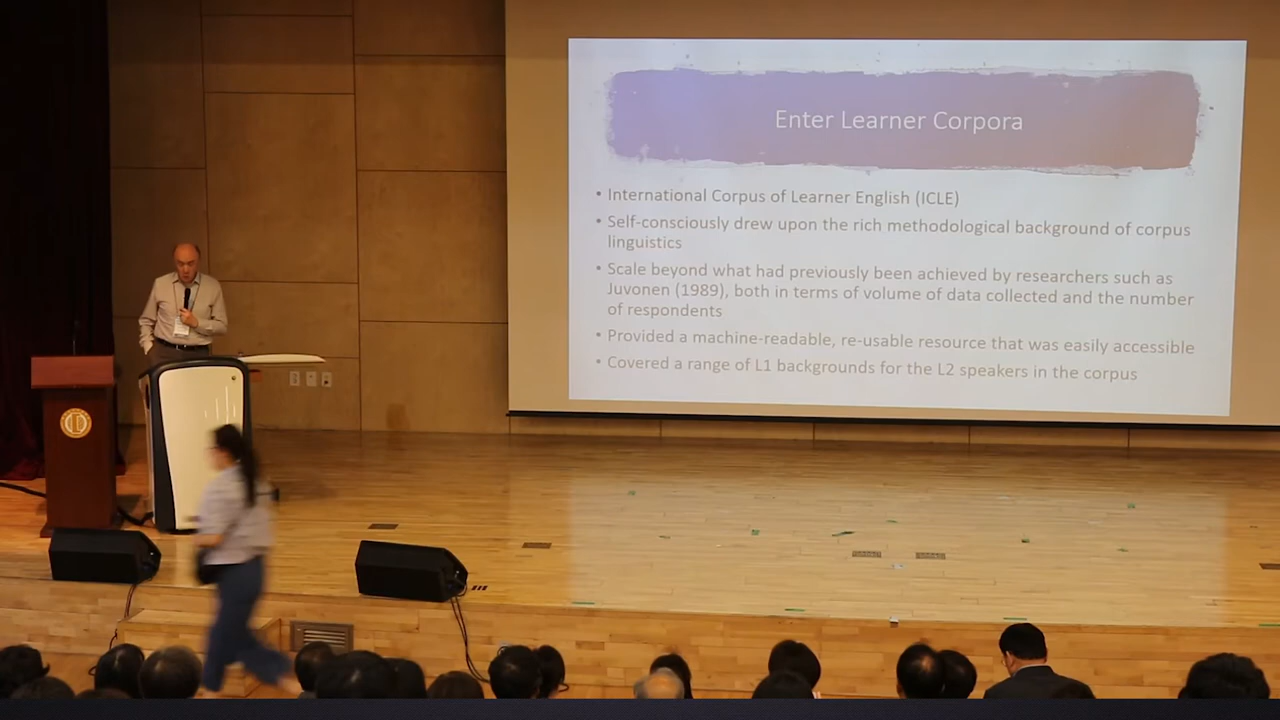 Enter Learner Corpora
• International Corpus of Learner English (ICLE)
• Self-consciously drew upon the rich methodological background of corpus
linguistics
• Scale beyond what had previously been achieved by researchers such as
Juvonen (1989), both in terms of volume of data collected and the number
of respondents
• Provided a machine-readable, re-usable resource that was easily accessible
• Covered a range of L1 backgrounds for the L2 speakers in the corpus